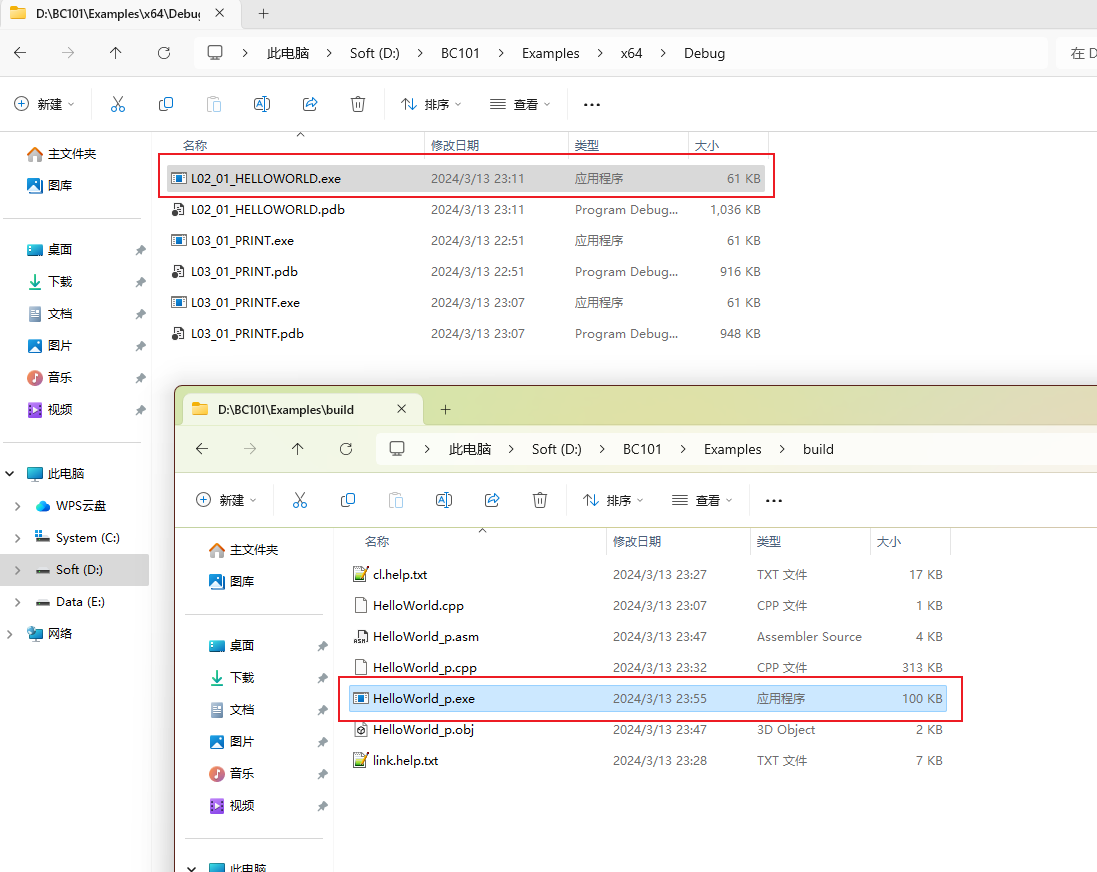 D:\BC101\Examples\x64\Debug
此电脑 Soft (D:) BC101 Examples x64 Debug 在 D
新建 排序 查看
名称 修改日期 类型 大小
主文件夹
图库
桌面
下载
文档
图片
音乐
视频
此电脑
WPS云盘
System (C:)
Soft (D:)
Data (E:)
网络
L02_01_HELLOWORLD.exe 2024/3/13 23:11 应用程序 61 KB
L02_01_HELLOWORLD.pdb 2024/3/13 23:11 Program Debug... 1,036 KB
L03_01_PRINT.exe 2024/3/13 22:51 应用程序 61 KB
L03_01_PRINT.pdb 2024/3/13 22:51 Program Debug... 916 KB
L03_01_PRINTF.exe 2024/3/13 23:07 应用程序 61 KB
L03_01_PRINTF.pdb 2024/3/13 23:07 Program Debug... 948 KB
D:\BC101\Examples\build
此电脑 Soft (D:) BC101 Examples build
新建 排序 查看
名称 修改日期 类型 大小
主文件夹
图库
桌面
下载
文档
图片
音乐
视频
此电脑
cl.help.txt 2024/3/13 23:27 TXT 文件 17 KB
HelloWorld.cpp 2024/3/13 23:07 CPP 文件 1 KB
HelloWorld_p.asm 2024/3/13 23:47 Assembler Source 4 KB
HelloWorld_p.cpp 2024/3/13 23:32 CPP 文件 313 KB
HelloWorld_p.exe 2024/3/13 23:55 应用程序 100 KB
HelloWorld_p.obj 2024/3/13 23:47 3D Object 2 KB
link.help.txt 2024/3/13 23:28 TXT 文件 7 KB